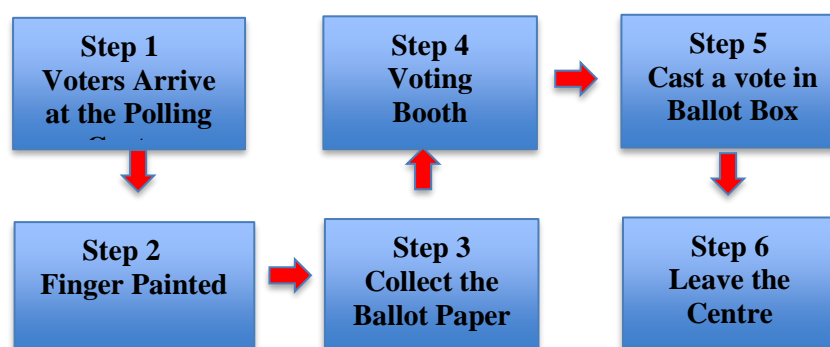 Step 1
Voters Arrive
at the Polling
Step 2
Finger Painted
Step 3
Collect the
Ballot Paper
Step 4
Voting
Booth
Step 5
Cast a vote in
Ballot Box
Step 6
Leave the
Centre